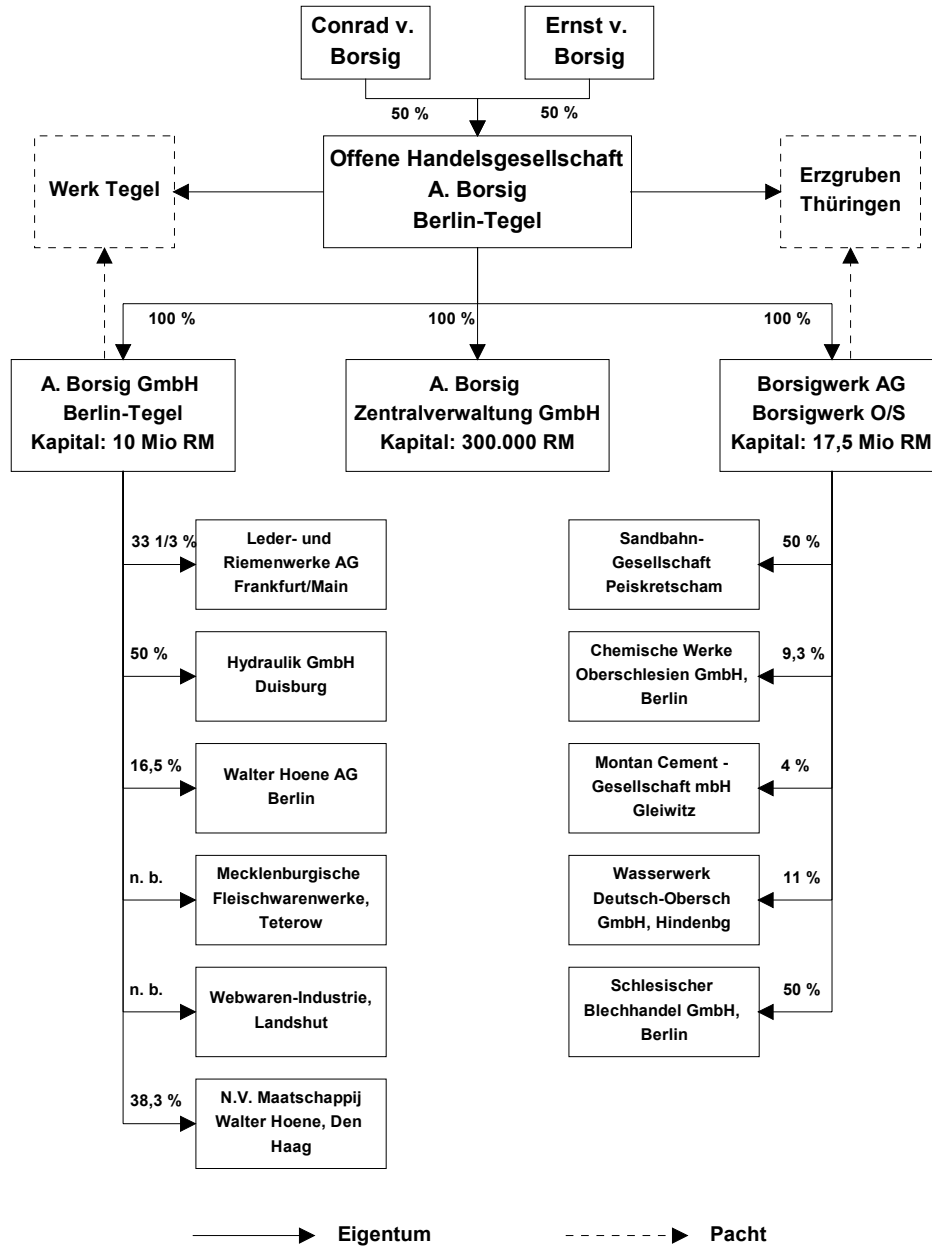 Conrad v.
Borsig
Ernst v.
Borsig
50 %
50 %
Offene Handelsgesellschaft
A. Borsig
Berlin-Tegel
Werk Tegel
Erzgruben
Thüringen
100 %
100 %
100 %
A. Borsig GmbH
Berlin-Tegel
Kapital: 10 Mio RM
A. Borsig
Zentralverwaltung GmbH
Kapital: 300.000 RM
Borsigwerk AG
Borsigwerk O/S
Kapital: 17,5 Mio RM
33 1/3 %
Leder- und
Riemenwerke AG
Frankfurt/Main
50 %
Hydraulik GmbH
Duisburg
16,5 %
Walter Hoene AG
Berlin
n. b.
Mecklenburgische
Fleischwarenwerke,
Teterow
n. b.
Webwaren-Industrie,
Landshut
38,3 %
N.V. Maatschappij
Walter Hoene, Den
Haag
Sandbahn-
Gesellschaft
Peiskretscham
50 %
Chemische Werke
Oberschlesien GmbH,
Berlin
9,3 %
Montan Cement -
Gesellschaft mbH
Gleiwitz
4 %
Wasserwerk
Deutsch-Obersch
GmbH, Hindenbg
11 %
Schlesischer
Blechhandel GmbH,
Berlin
50 %
Eigentum
Pacht